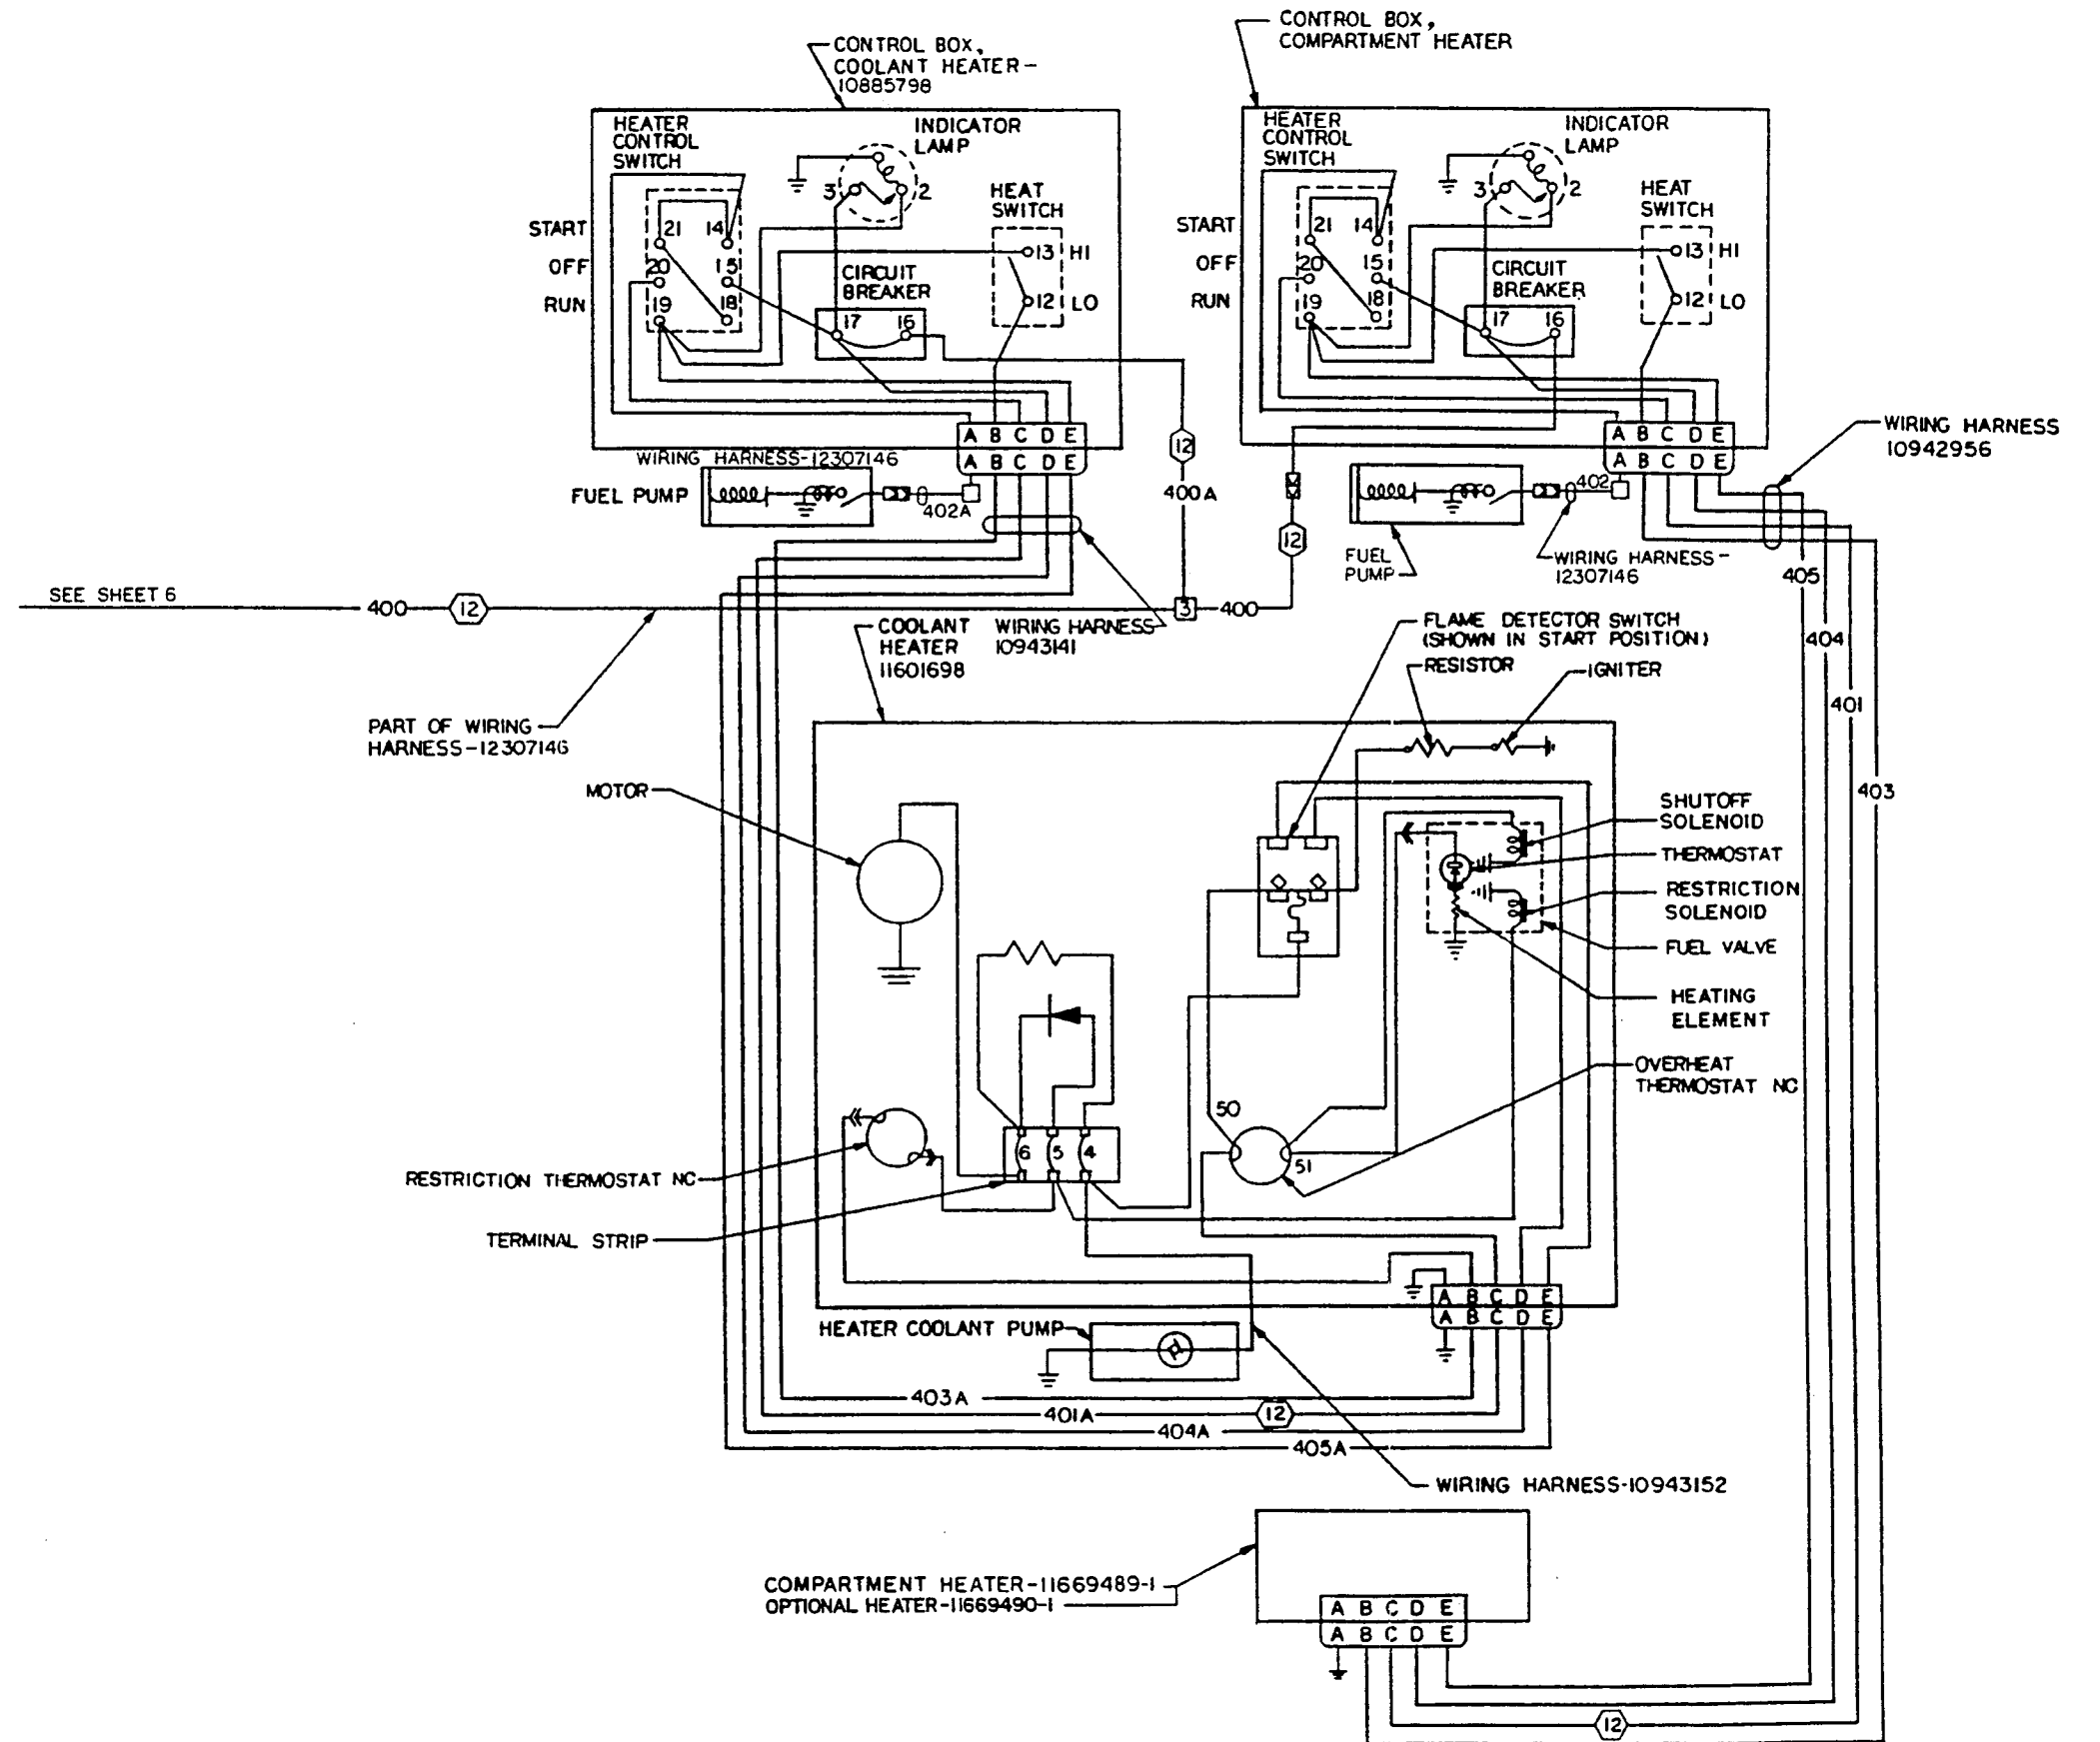 CONTROL BOX,
COOLANT HEATER-
10885798
CONTROL BOX,
COMPARTMENT HEATER
HEATER
CONTROL
SWITCH
INDICATOR
LAMP
3
2
HEAT
SWITCH
START
OFF
RUN
21
14
20
15
19
18
13
HI
12
LO
CIRCUIT
BREAKER
17
16
A B C D E
A B C D E
WIRING HARNESS-12307146
FUEL PUMP
402A
12
400A
HEATER
CONTROL
SWITCH
INDICATOR
LAMP
3
2
HEAT
SWITCH
START
OFF
RUN
21
14
20
15
19
18
13
HI
12
LO
CIRCUIT
BREAKER
17
16
A B C D E
A B C D E
WIRING HARNESS
10942956
402
12
FUEL
PUMP
WIRING HARNESS-
12307146
405
SEE SHEET 6
400
12
3
400
404
401
403
COOLANT
HEATER
11601698
WIRING HARNESS
10943141
FLAME DETECTOR SWITCH
(SHOWN IN START POSITION)
RESISTOR
IGNITER
PART OF WIRING
HARNESS-12307146
MOTOR
SHUTOFF
SOLENOID
THERMOSTAT
RESTRICTION
SOLENOID
FUEL VALVE
HEATING
ELEMENT
OVERHEAT
THERMOSTAT NC
50
51
6
5
4
RESTRICTION THERMOSTAT NC
TERMINAL STRIP
A B C D E
A B C D E
HEATER COOLANT PUMP
403A
401A
12
404A
405A
WIRING HARNESS-10943152
COMPARTMENT HEATER-11669489-1
OPTIONAL HEATER-11669490-1
A B C D E
A B C D E
12